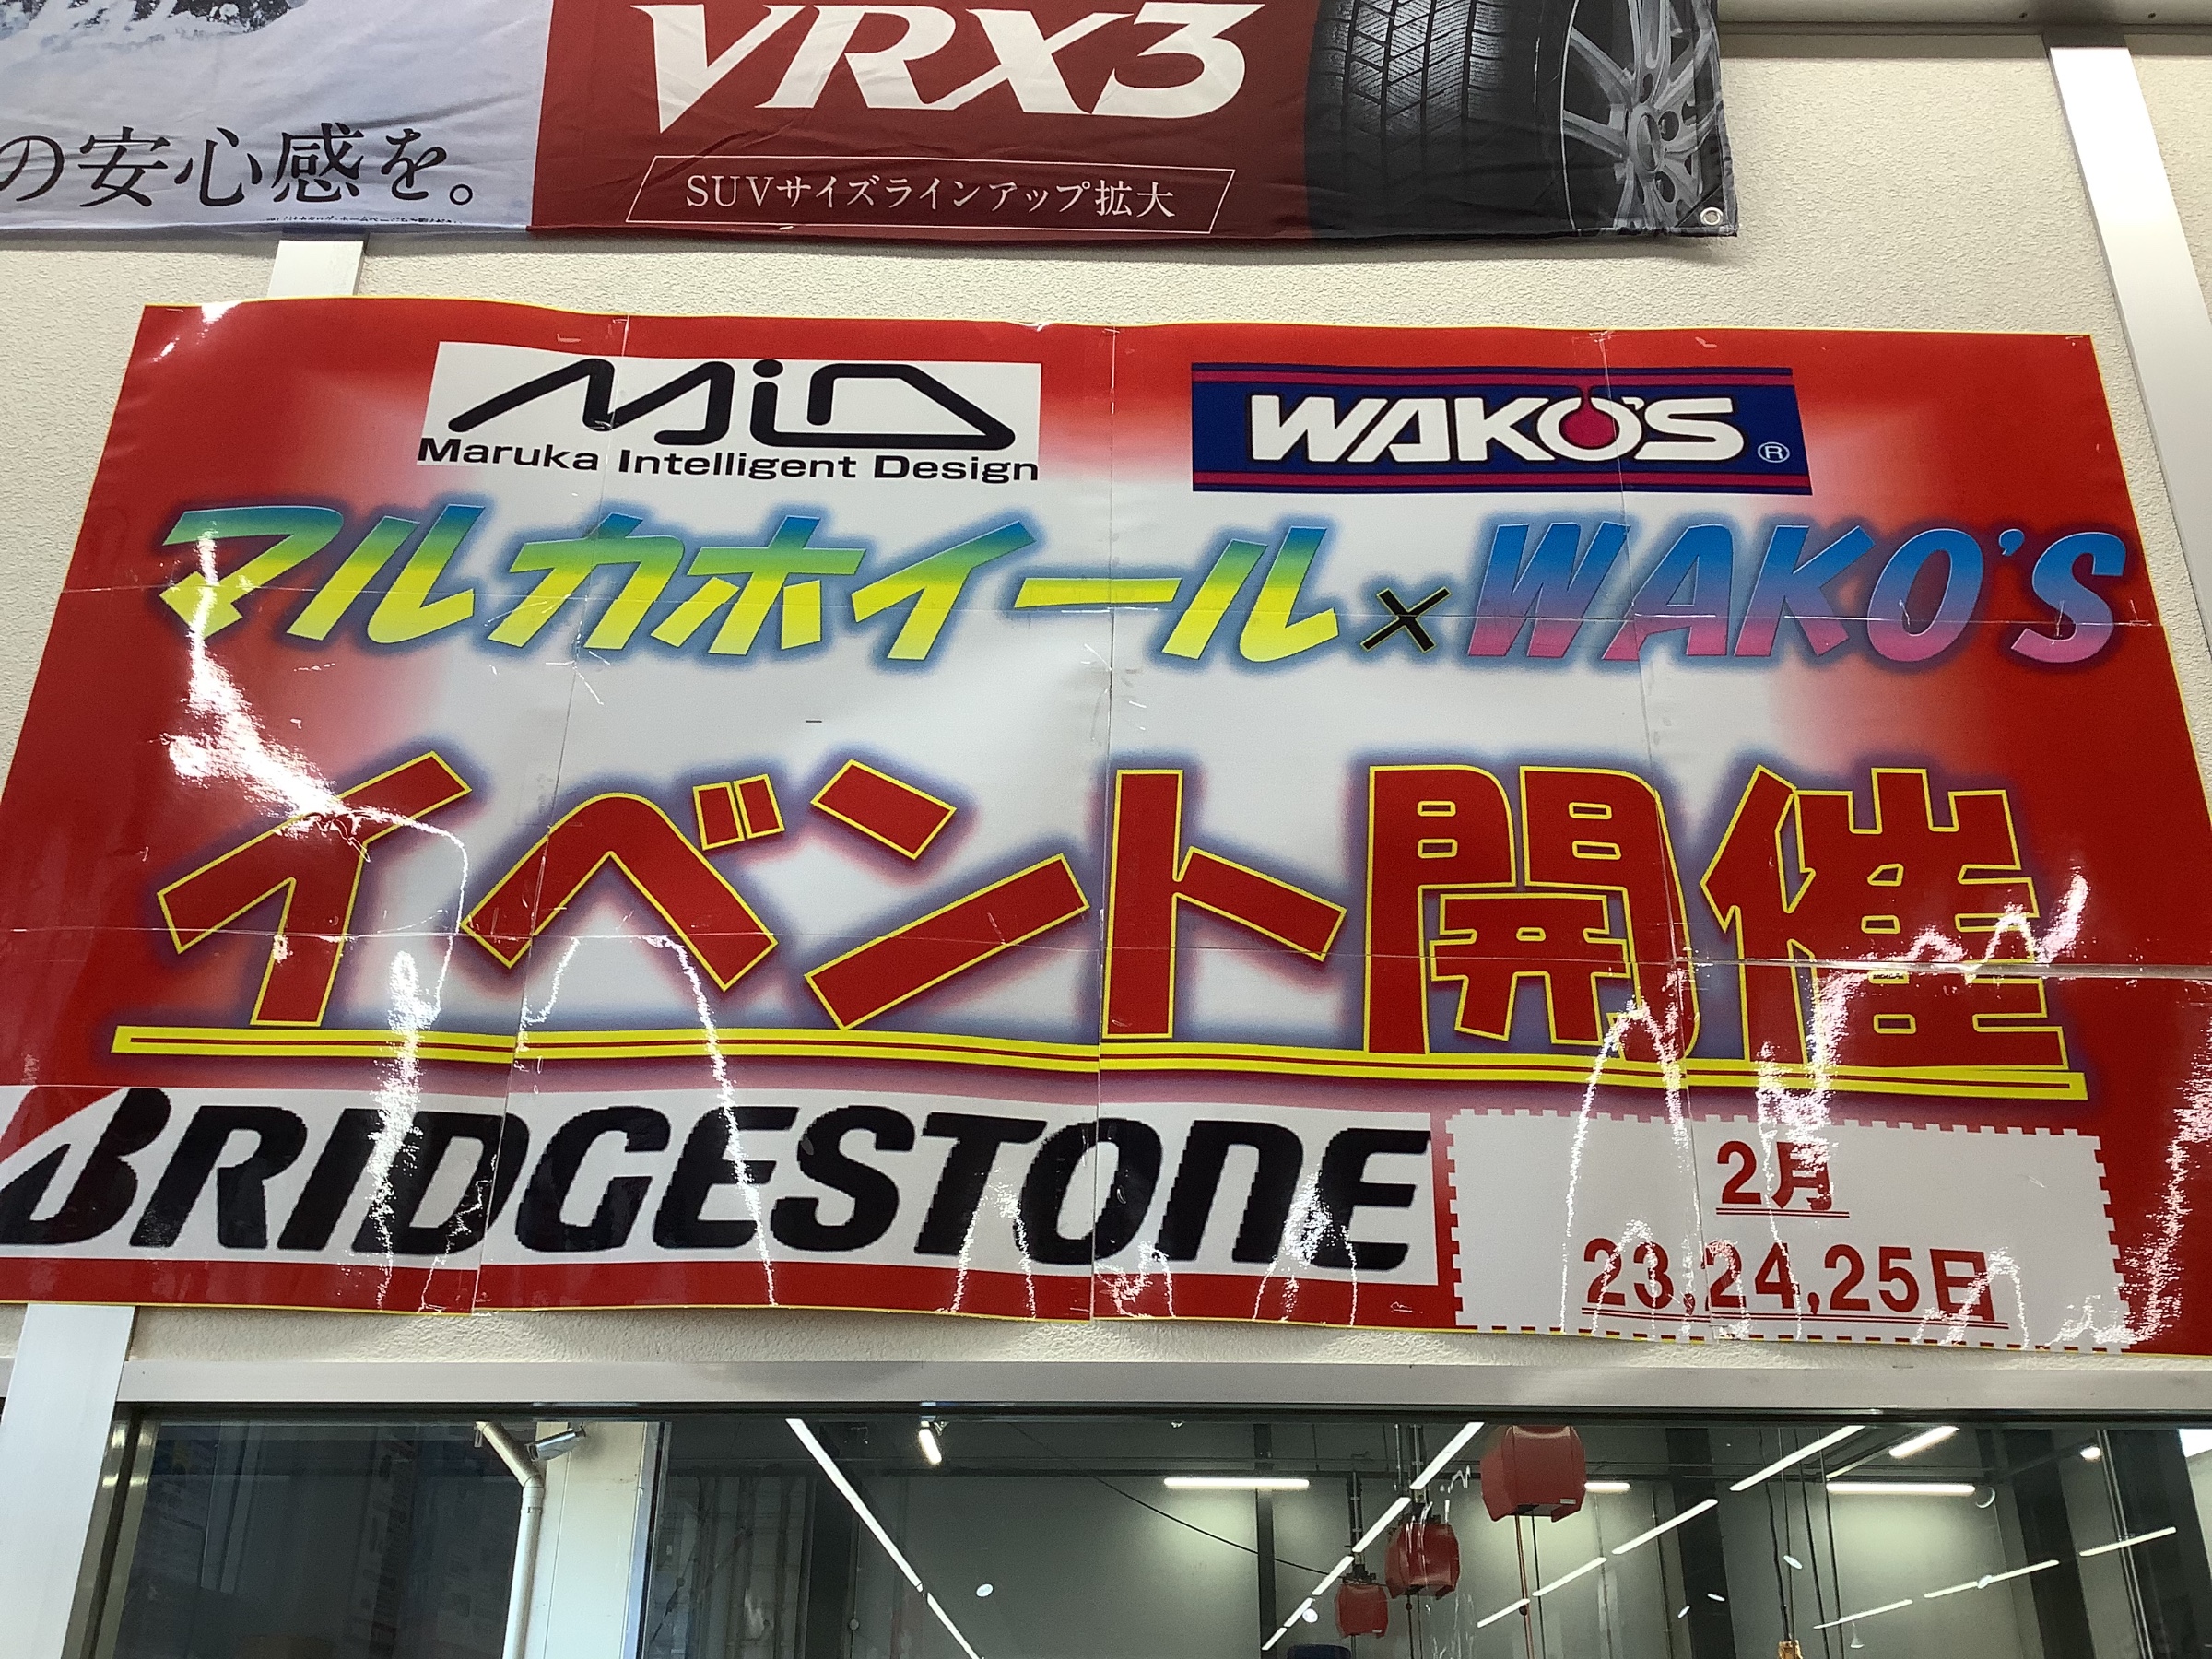 VRX3
の安心感を。
SUVサイズラインアップ拡大
MiD
Maruka Intelligent Design
WAKO'S®
マルカホイール×WAKO'S
イベント開催
BRIDGESTONE
2月
23,24,25日